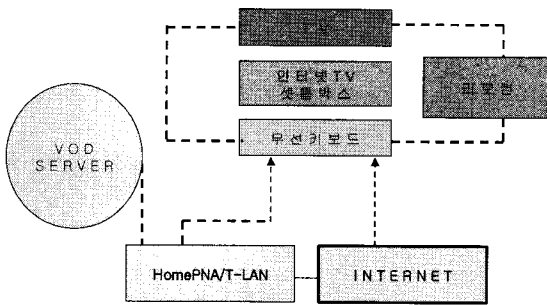 인터넷TV
셋톱박스
리모컨
무선키보드
VOD
SERVER
HomePNA/T-LAN
INTERNET